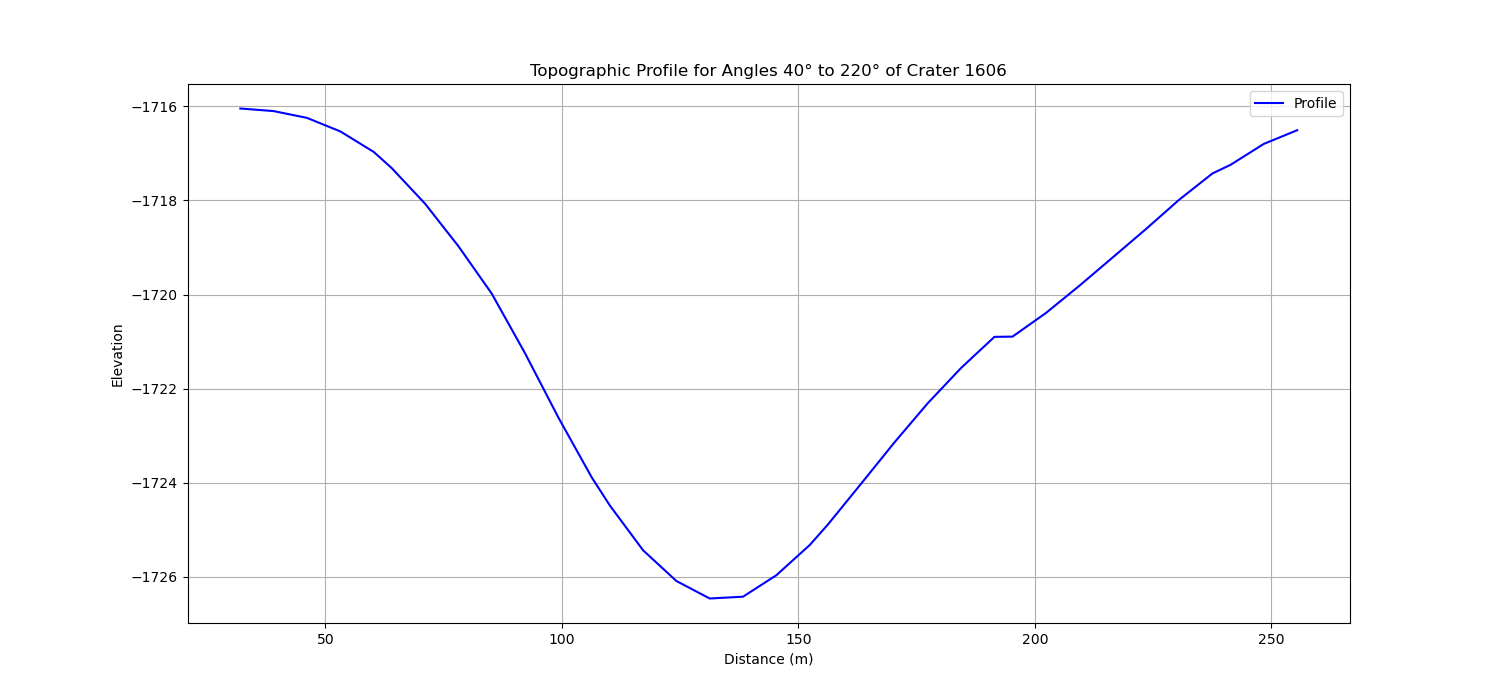 Topographic Profile for Angles 40° to 220° of Crater 1606
Profile
Elevation
−1716
−1718
−1720
−1722
−1724
−1726
50 100 150 200 250
Distance (m)